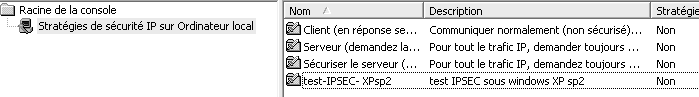 Racine de la console
Stratégies de sécurité IP sur Ordinateur local
Nom Description Stratégie
Client (en réponse se... Communiquer normalement (non sécurisé)... Non
Serveur (demandez la... Pour tout le trafic IP, demander toujours ... Non
Sécuriser le serveur (... Pour tout le trafic IP, demandez toujours ... Non
test-IPSEC- XPsp2 test IPSEC sous windows XP sp2 Non